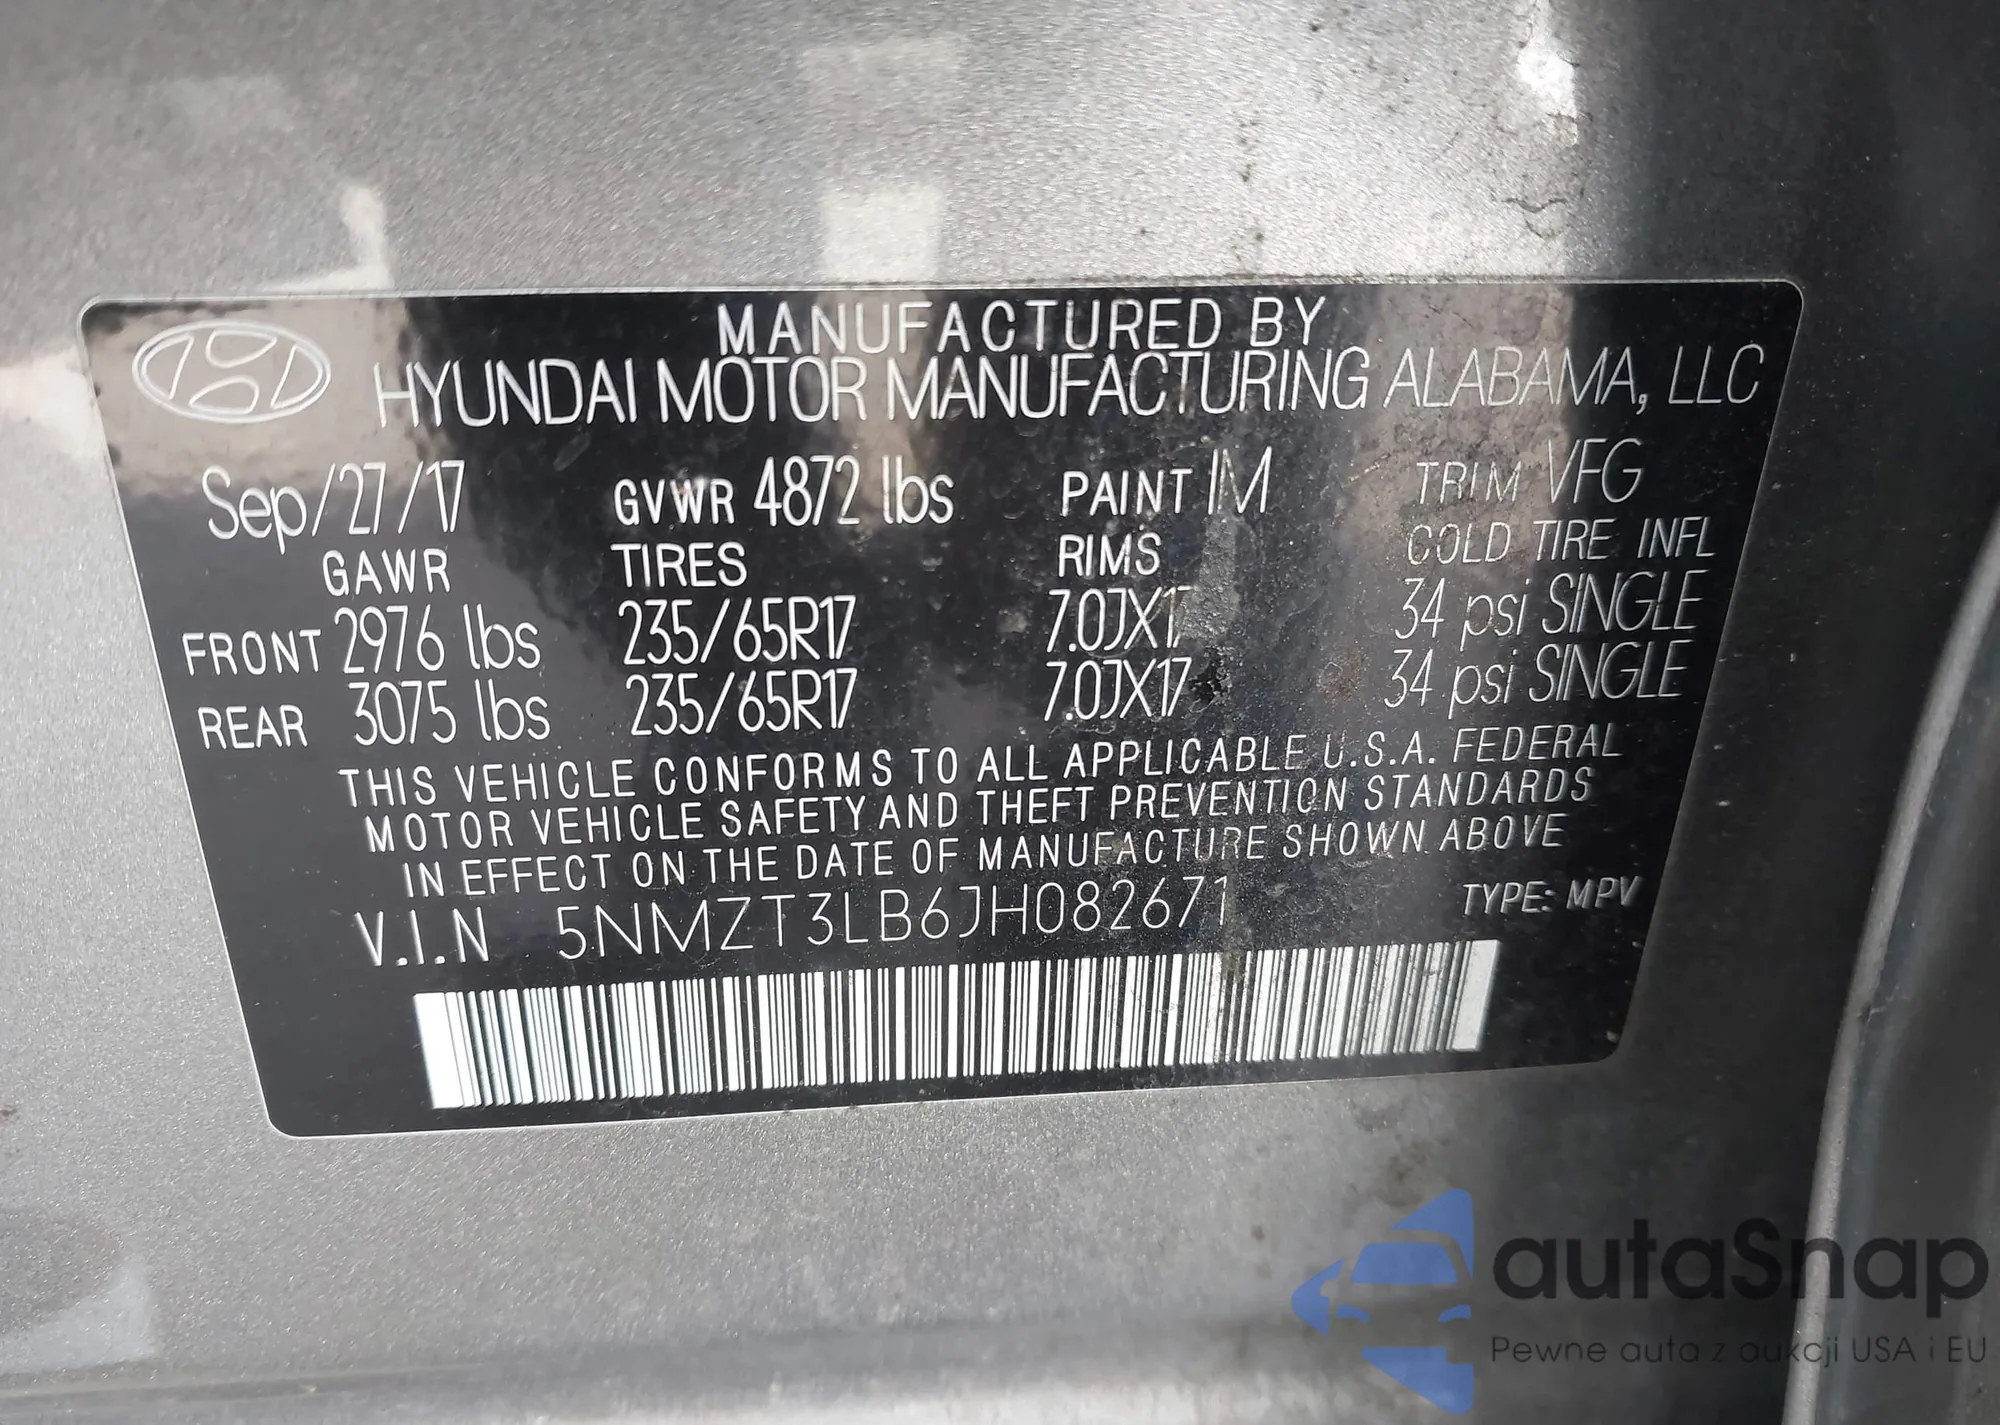 MANUFACTURED BY
HYUNDAI MOTOR MANUFACTURING ALABAMA, LLC
Sep/27/17 GVWR 4872 lbs PAINT IM TRIM VFG
GAWR TIRES RIMS COLD TIRE INFL
FRONT 2976 lbs 235/65R17 7.0JX17 34 psi SINGLE
REAR 3075 lbs 235/65R17 7.0JX17 34 psi SINGLE
THIS VEHICLE CONFORMS TO ALL APPLICABLE U.S.A. FEDERAL
MOTOR VEHICLE SAFETY AND THEFT PREVENTION STANDARDS
IN EFFECT ON THE DATE OF MANUFACTURE SHOWN ABOVE
V.I.N 5NMZT3LB6JH082671 TYPE: MPV
autaSnap
Pewne auta z aukcji USA i EU